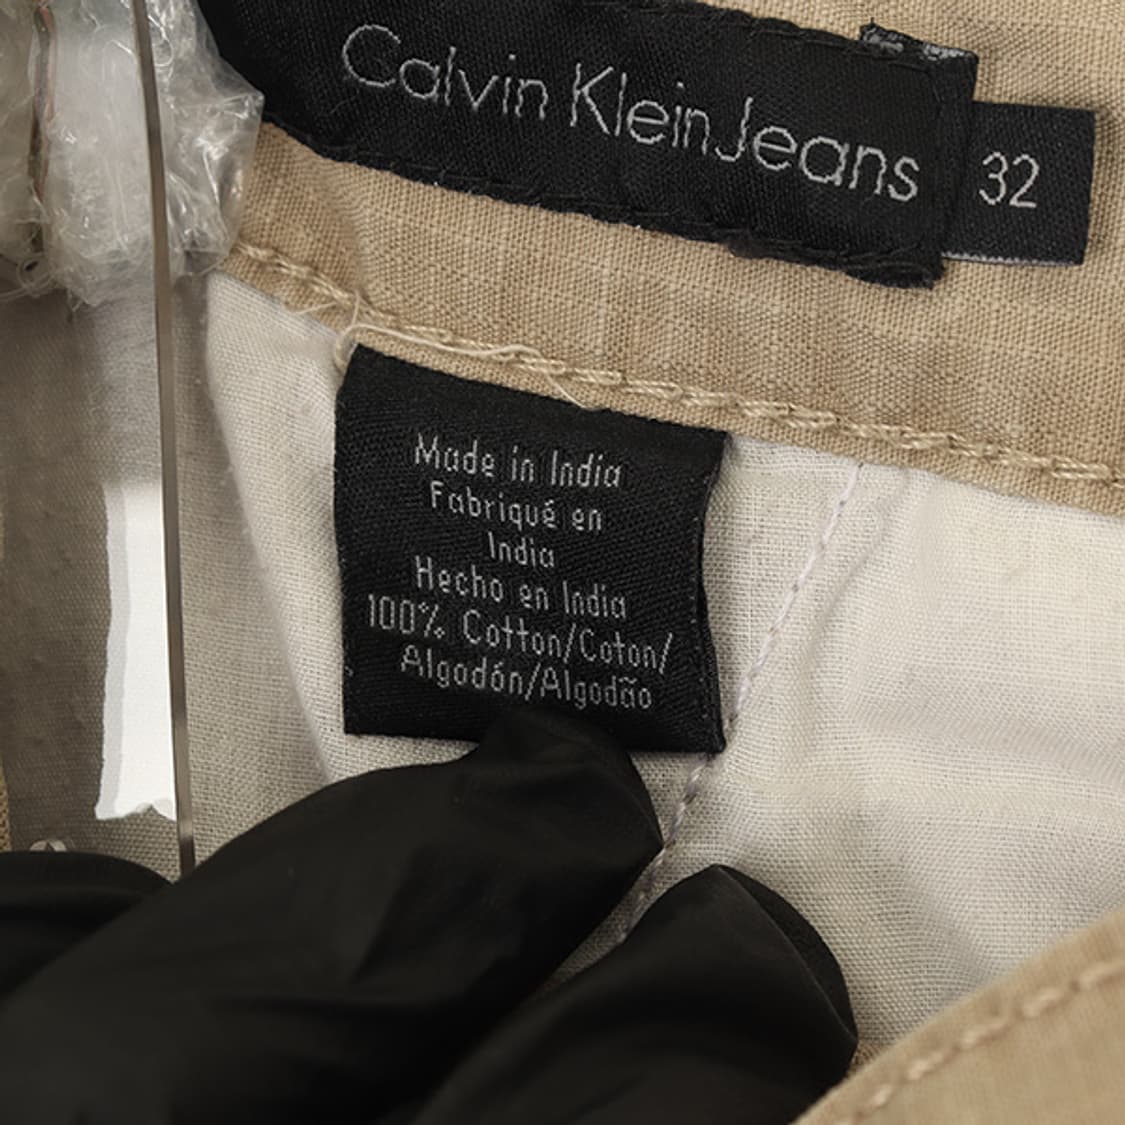 Calvin Klein Jeans
32
Made in India
Fabriqué en
India
Hecho en India
100% Cotton/Coton/
Algodón/Algodão